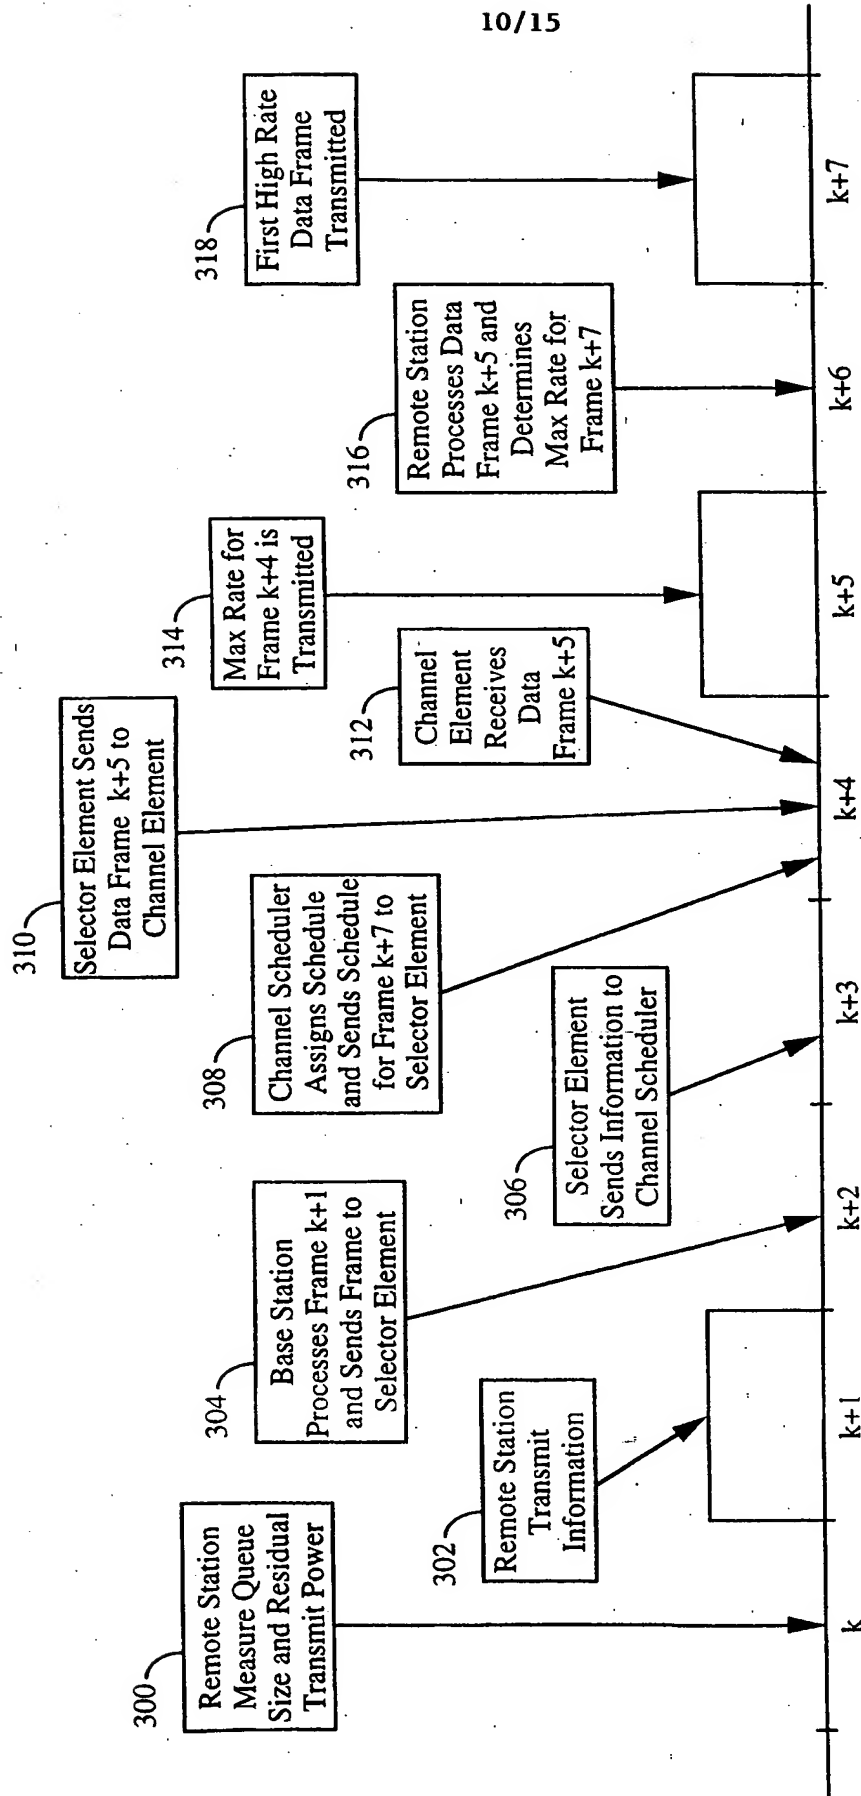 10/15
300
Remote Station
Measure Queue
Size and Residual
Transmit Power
302
Remote Station
Transmit
Information
304
Base Station
Processes Frame k+1
and Sends Frame to
Selector Element
306
Selector Element
Sends Information to
Channel Scheduler
308
Channel Scheduler
Assigns Schedule
and Sends Schedule
for Frame k+7 to
Selector Element
310
Selector Element Sends
Data Frame k+5 to
Channel Element
312
Channel
Element
Receives
Data
Frame k+5
314
Max Rate for
Frame k+4 is
Transmitted
316
Remote Station
Processes Data
Frame k+5 and
Determines
Max Rate for
Frame k+7
318
First High Rate
Data Frame
Transmitted
k
k+1
k+2
k+3
k+4
k+5
k+6
k+7